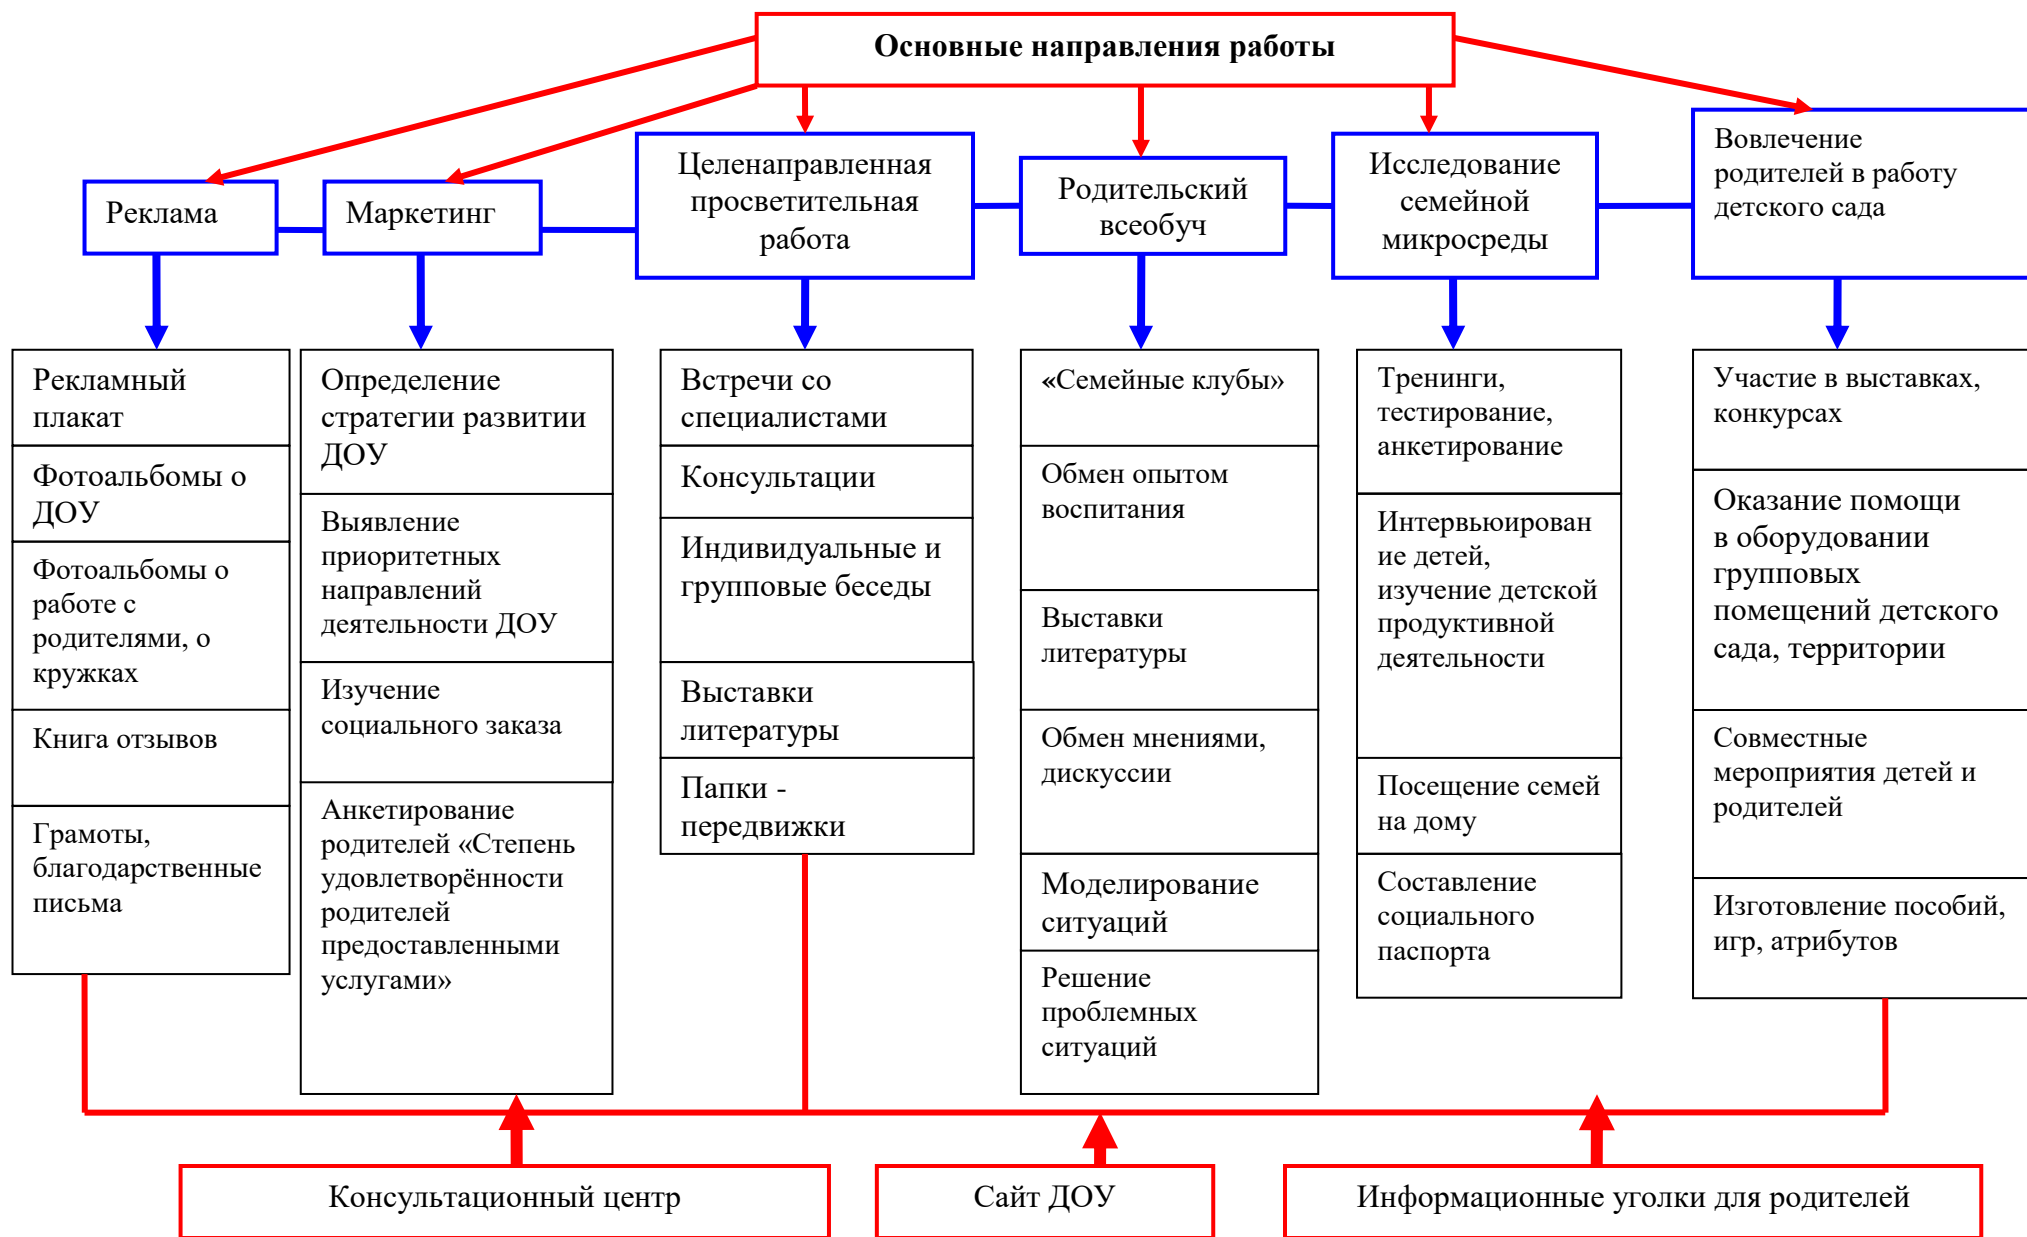 Основные направления работы
Реклама
Маркетинг
Целенаправленная
просветительная
работа
Родительский
всеобуч
Исследование
семейной
микросреды
Вовлечение
родителей в работу
детского сада
Рекламный
плакат
Фотоальбомы о
ДОУ
Фотоальбомы о
работе с
родителями, о
кружках
Книга отзывов
Грамоты,
благодарственные
письма
Определение
стратегии развитии
ДОУ
Выявление
приоритетных
направлений
деятельности ДОУ
Изучение
социального заказа
Анкетирование
родителей «Степень
удовлетворённости
родителей
предоставленными
услугами»
Встречи со
специалистами
Консультации
Индивидуальные и
групповые беседы
Выставки
литературы
Папки -
передвижки
«Семейные клубы»
Обмен опытом
воспитания
Выставки
литературы
Обмен мнениями,
дискуссии
Моделирование
ситуаций
Решение
проблемных
ситуаций
Тренинги,
тестирование,
анкетирование
Интервьюирован
ие детей,
изучение детской
продуктивной
деятельности
Посещение семей
на дому
Составление
социального
паспорта
Участие в выставках,
конкурсах
Оказание помощи
в оборудовании
групповых
помещений детского
сада, территории
Совместные
мероприятия детей и
родителей
Изготовление пособий,
игр, атрибутов
Консультационный центр
Сайт ДОУ
Информационные уголки для родителей